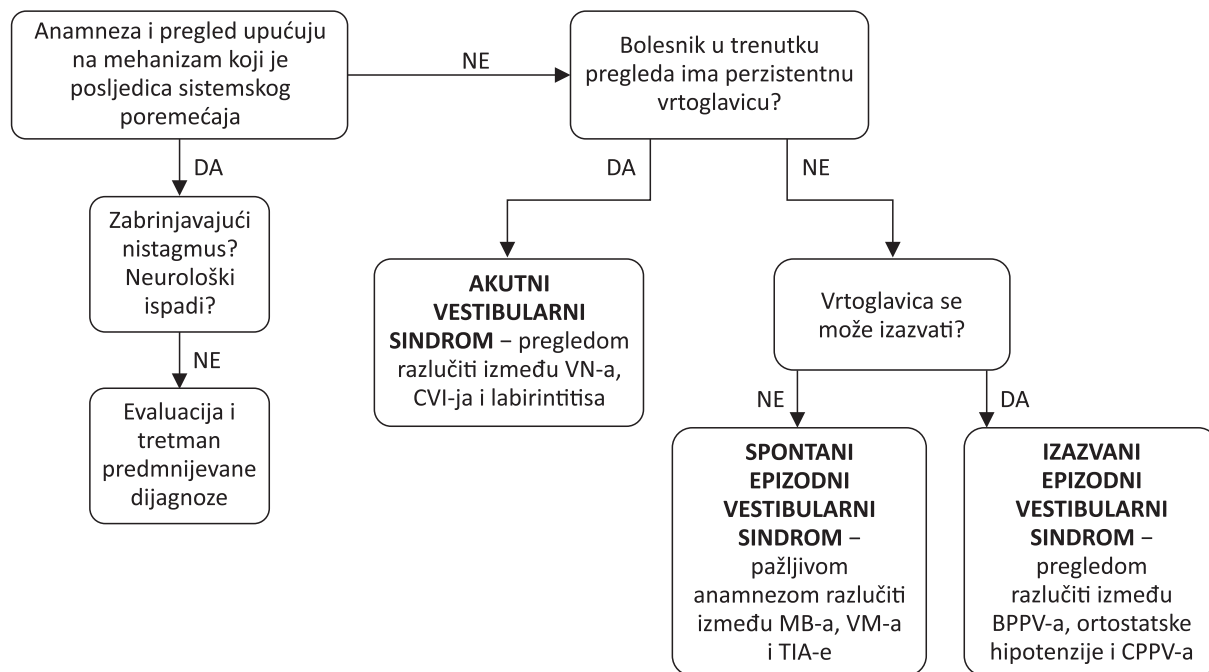 Anamneza i pregled upućuju
na mehanizam koji je
posljedica sistemskog
poremećaja
NE
Bolesnik u trenutku
pregleda ima perzistentnu
vrtoglavicu?
DA
DA
NE
Zabrinjavajući
nistagmus?
Neurološki
ispadi?
AKUTNI
VESTIBULARNI
SINDROM – pregledom
razlučiti između VN-a,
CVI-ja i labirintitisa
Vrtoglavica se
može izazvati?
NE
NE
DA
Evaluacija i
tretman
predmnijevane
dijagnoze
SPONTANI
EPIZODNI
VESTIBULARNI
SINDROM –
pažljivom
anamnezom razlučiti
između MB-a, VM-a
i TIA-e
IZAZVANI
EPIZODNI
VESTIBULARNI
SINDROM –
pregledom
razlučiti između
BPPV-a, ortostatske
hipotenzije i CPPV-a